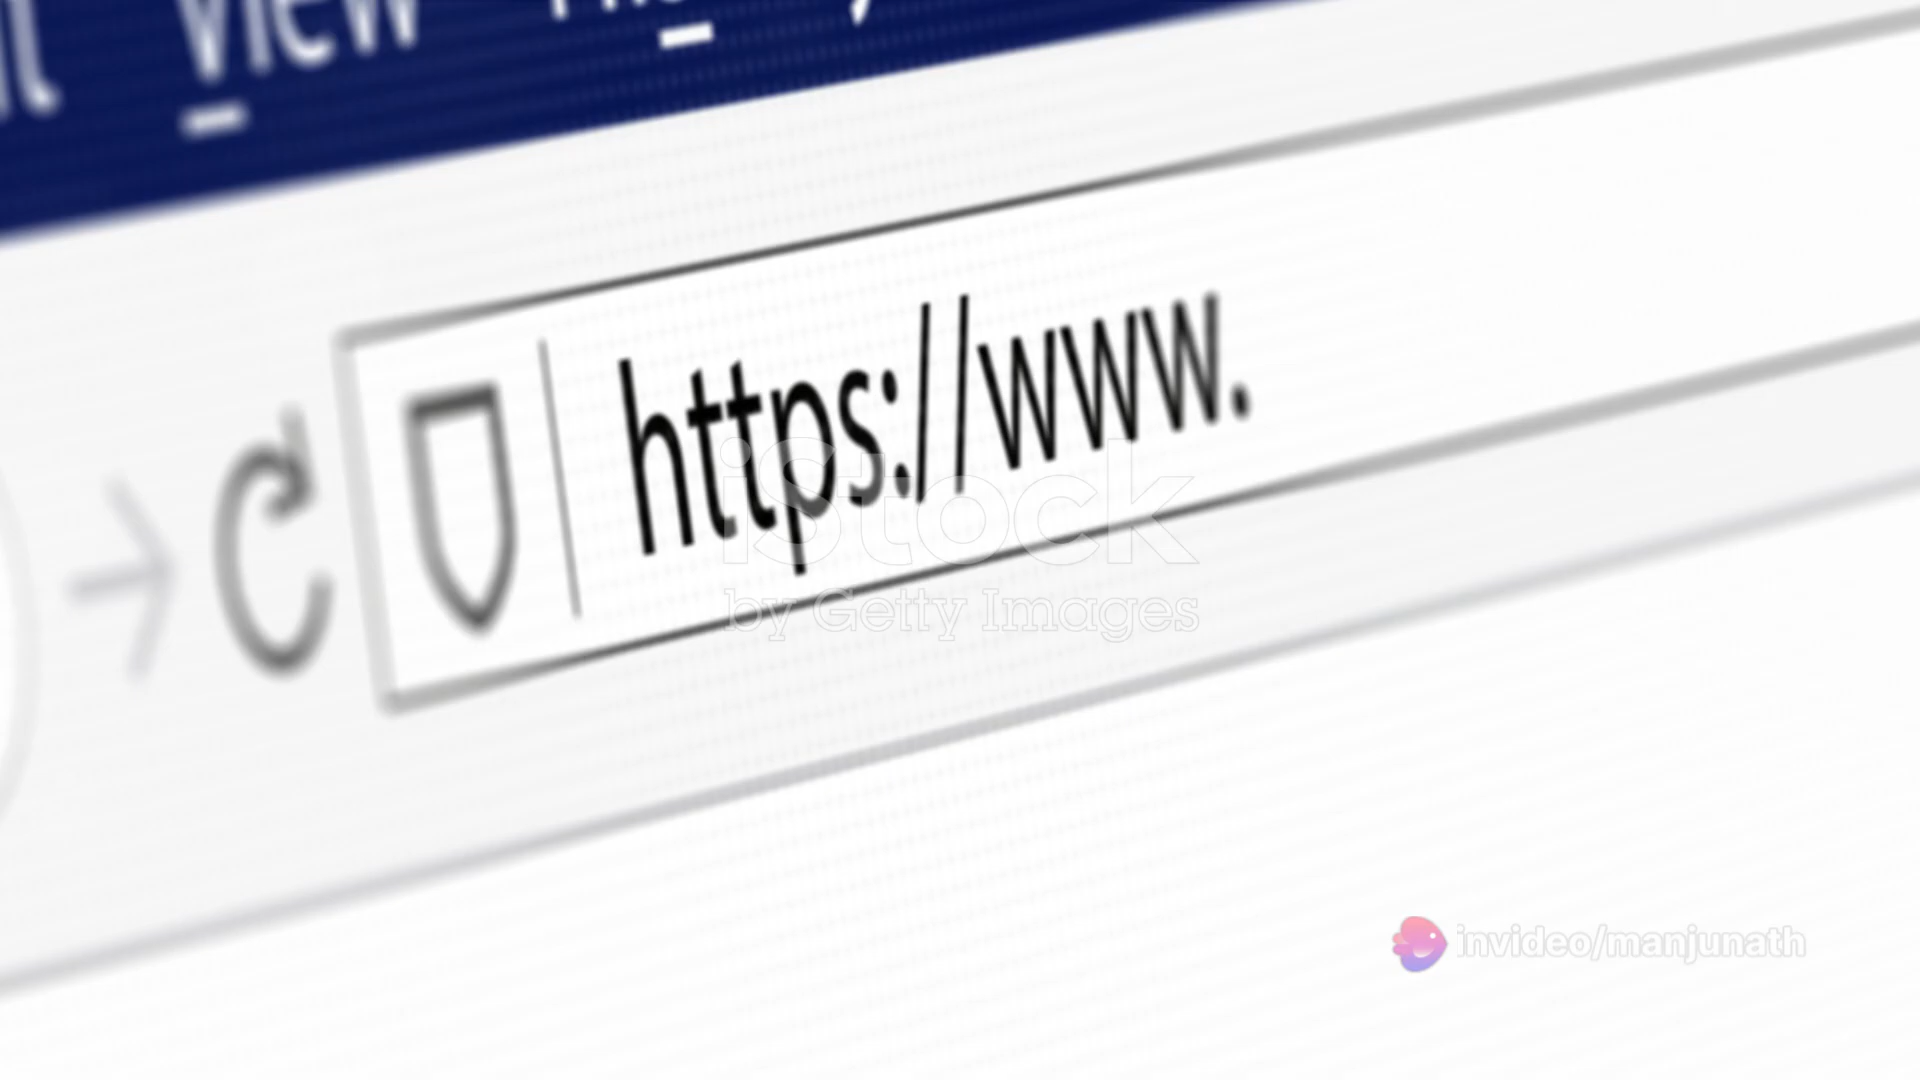 View
https://www.
iStock
by Getty Images
invideo/manjunath